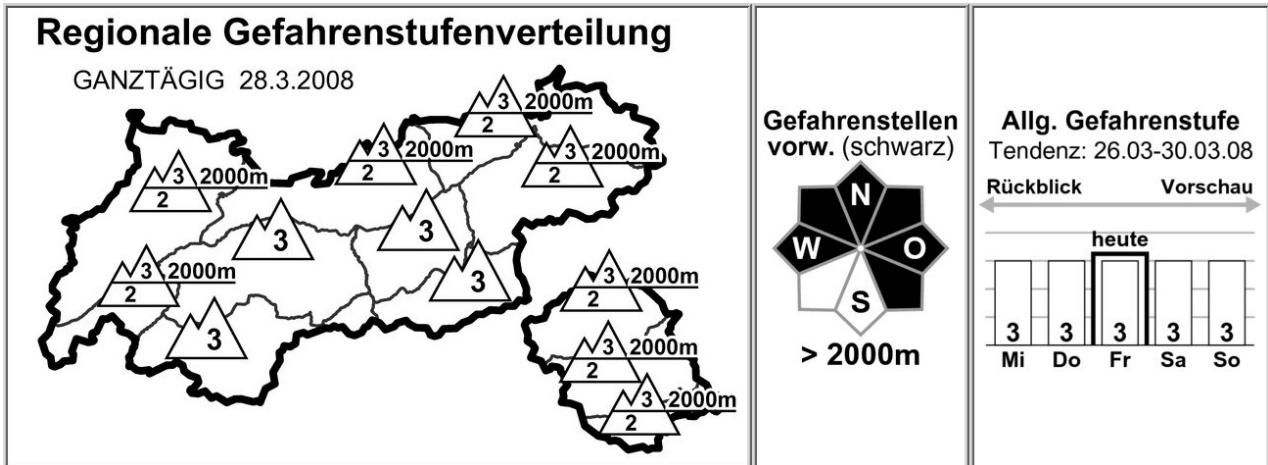 Regionale Gefahrenstufenverteilung
GANZTÄGIG 28.3.2008
3 2000m
2
3 2000m
2
3 2000m
2
3 2000m
2
3
3
3
3 2000m
2
3
3 2000m
2
3 2000m
2
3 2000m
2
Gefahrenstellen
vorw. (schwarz)
N
W O
S
> 2000m
Allg. Gefahrenstufe
Tendenz: 26.03-30.03.08
Rückblick Vorschau
heute
3 3 3 3 3
Mi Do Fr Sa So